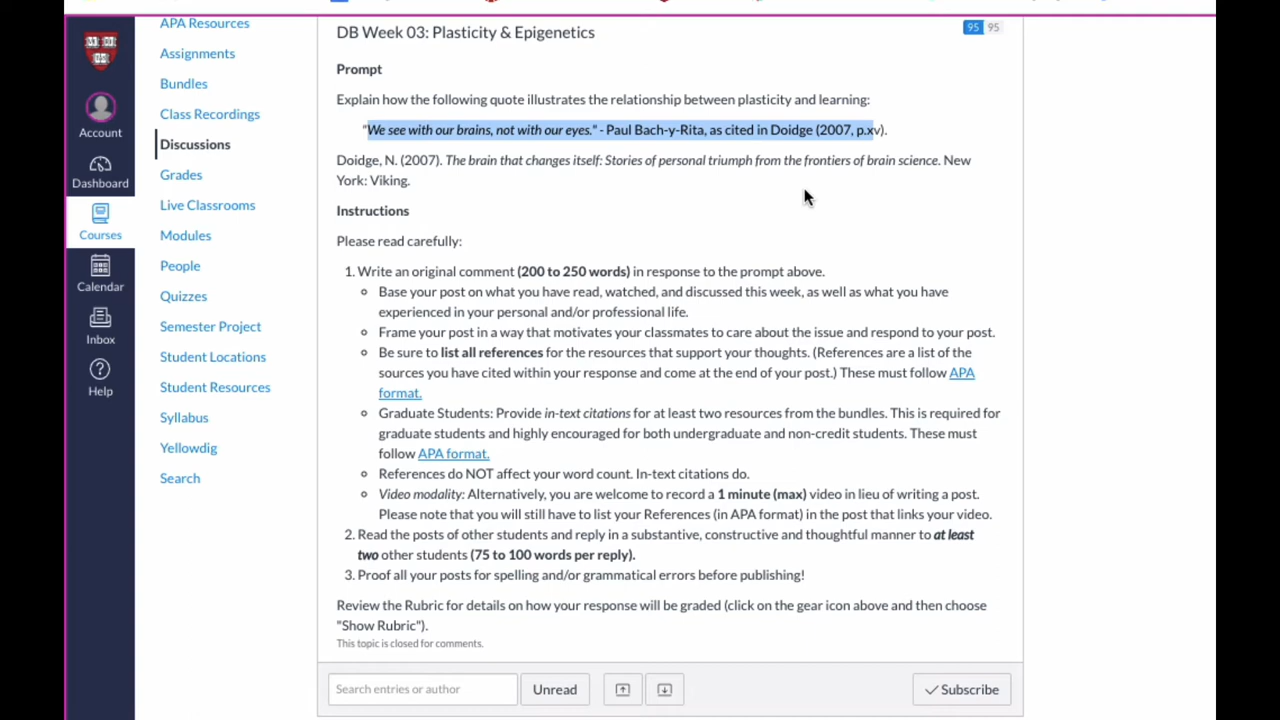 APA Resources
Assignments
Bundles
Class Recordings
Discussions
Grades
Live Classrooms
Modules
People
Quizzes
Semester Project
Student Locations
Student Resources
Syllabus
Yellowdig
Search
Account
Dashboard
Courses
Calendar
Inbox
Help
DB Week 03: Plasticity & Epigenetics
95 95
Prompt
Explain how the following quote illustrates the relationship between plasticity and learning:
"We see with our brains, not with our eyes." - Paul Bach-y-Rita, as cited in Doidge (2007, p.xv).
Doidge, N. (2007). The brain that changes itself: Stories of personal triumph from the frontiers of brain science. New
York: Viking.
Instructions
Please read carefully:
1. Write an original comment (200 to 250 words) in response to the prompt above.
Base your post on what you have read, watched, and discussed this week, as well as what you have
experienced in your personal and/or professional life.
Frame your post in a way that motivates your classmates to care about the issue and respond to your post.
Be sure to list all references for the resources that support your thoughts. (References are a list of the
sources you have cited within your response and come at the end of your post.) These must follow APA
format.
Graduate Students: Provide in-text citations for at least two resources from the bundles. This is required for
graduate students and highly encouraged for both undergraduate and non-credit students. These must
follow APA format.
References do NOT affect your word count. In-text citations do.
Video modality: Alternatively, you are welcome to record a 1 minute (max) video in lieu of writing a post.
Please note that you will still have to list your References (in APA format) in the post that links your video.
2. Read the posts of other students and reply in a substantive, constructive and thoughtful manner to at least
two other students (75 to 100 words per reply).
3. Proof all your posts for spelling and/or grammatical errors before publishing!
Review the Rubric for details on how your response will be graded (click on the gear icon above and then choose
"Show Rubric").
This topic is closed for comments.
Search entries or author
Unread
Subscribe